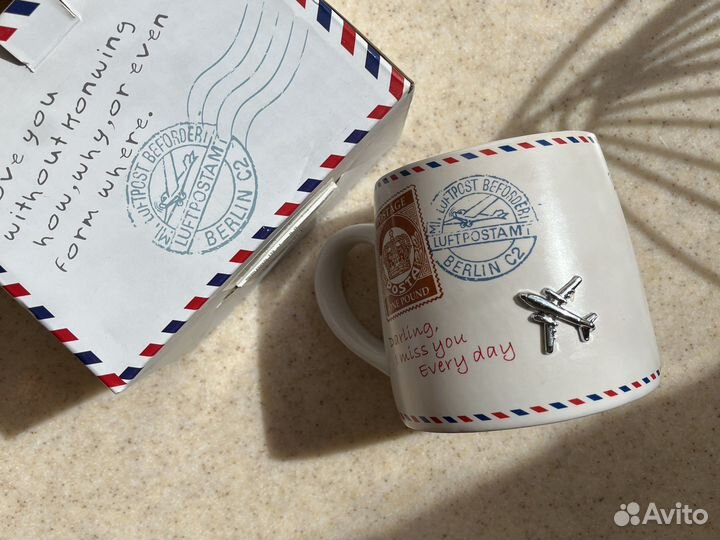 ove you
without Konwing
how, why, or even
form where.
MIT LUFTPOST BEFÖRDERT
LUFTPOSTAMT
BERLIN C2
POSTAGE
POSTA
ONE POUND
MIT LUFTPOST BEFÖRDERT
LUFTPOSTAMT
BERLIN C2
Darling,
I miss you
Every day
Avito